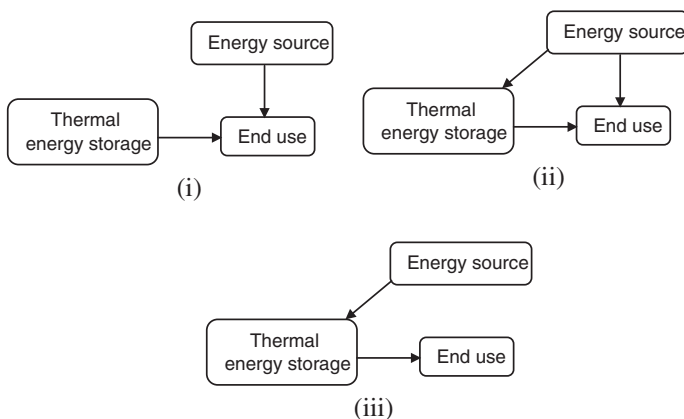 Energy source
Thermal
energy storage
End use
(i)
Energy source
Thermal
energy storage
End use
(ii)
Energy source
Thermal
energy storage
End use
(iii)